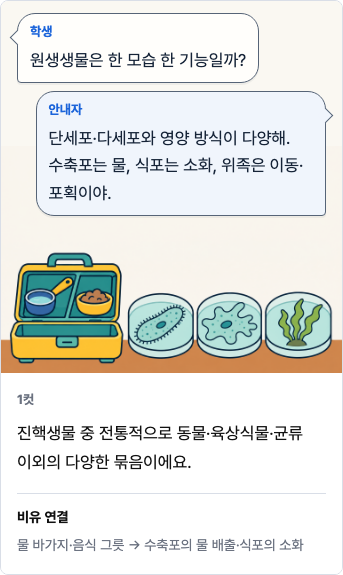 학생
원생생물은 한 모습 한 기능일까?
안내자
단세포·다세포와 영양 방식이 다양해.
수축포는 물, 식포는 소화, 위족은 이동·
포획이야.
1컷
진핵생물 중 전통적으로 동물·육상식물·균류
이외의 다양한 묶음이에요.
비유 연결
물 바가지·음식 그릇 → 수축포의 물 배출·식포의 소화